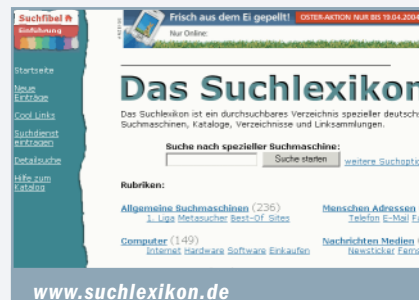 Suchfibel
Einführung
Frisch aus dem Ei gepellt! OSTER-AKTION NUR BIS 19.04.2004
Nur Online:
Startseite
Neue
Einträge
Cool Links
Suchdienst
eintragen
Detailsuche
Hilfe zum
Katalog
Das Suchlexikon
Das Suchlexikon ist ein durchsuchbares Verzeichnis spezieller deutsch
Suchmaschinen, Kataloge, Verzeichnisse und Linksammlungen.
Suche nach spezieller Suchmaschine:
Suche starten weitere Suchoptio
Rubriken:
Allgemeine Suchmaschinen (236)
1. Liga Metasucher Best-Of Sites
Menschen Adressen
Telefon E-Mail F
Computer (149)
Internet Hardware Software Einkaufen
Nachrichten Medien (
Newsticker Ferns
www.suchlexikon.de